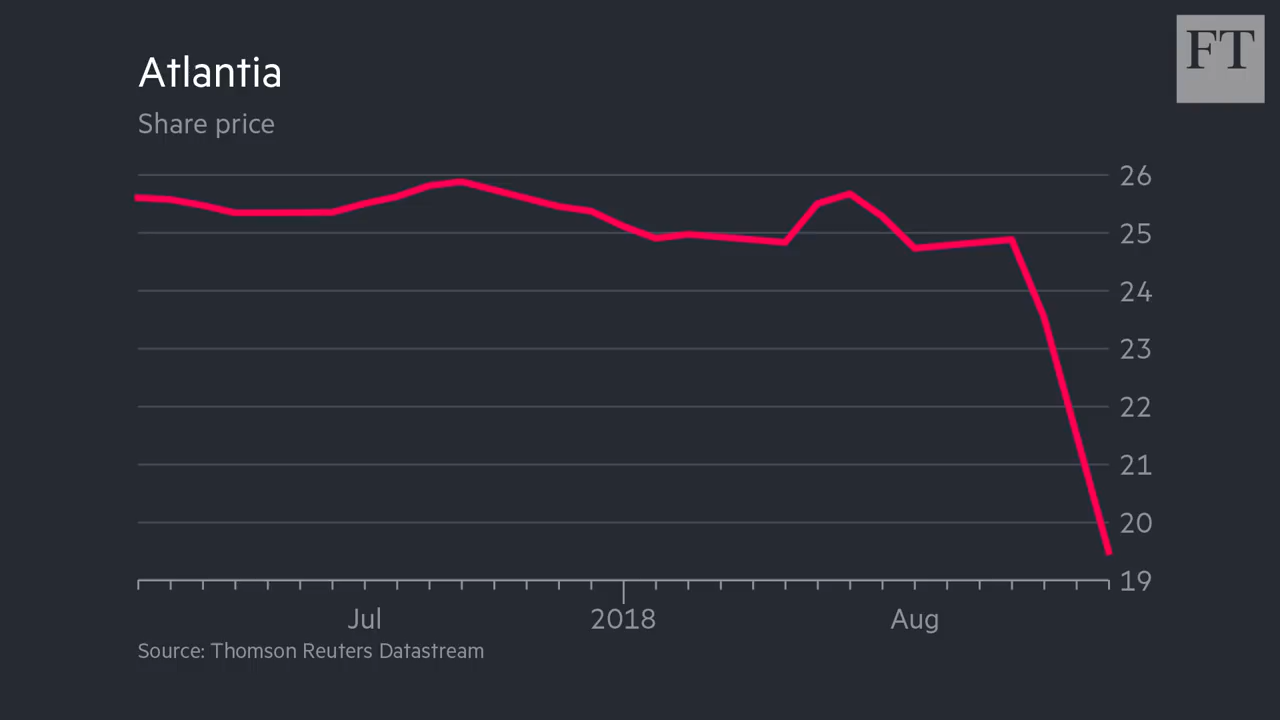 FT
Atlantia
Share price
26
25
24
23
22
21
20
19
Jul 2018 Aug
Source: Thomson Reuters Datastream